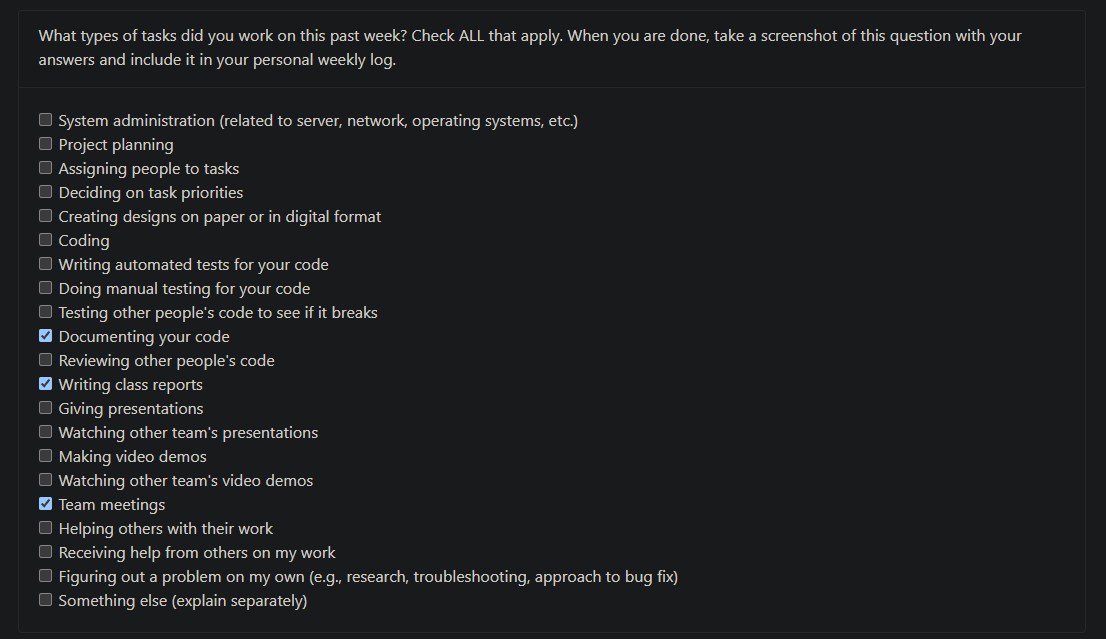 What types of tasks did you work on this past week? Check ALL that apply. When you are done, take a screenshot of this question with your
answers and include it in your personal weekly log.
System administration (related to server, network, operating systems, etc.)
Project planning
Assigning people to tasks
Deciding on task priorities
Creating designs on paper or in digital format
Coding
Writing automated tests for your code
Doing manual testing for your code
Testing other people's code to see if it breaks
Documenting your code
Reviewing other people's code
Writing class reports
Giving presentations
Watching other team's presentations
Making video demos
Watching other team's video demos
Team meetings
Helping others with their work
Receiving help from others on my work
Figuring out a problem on my own (e.g., research, troubleshooting, approach to bug fix)
Something else (explain separately)